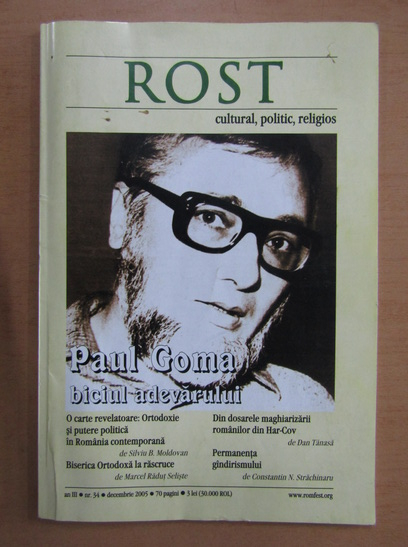 ROST
cultural, politic, religios
Paul Goma
biciul adevărului
O carte revelatoare: Ortodoxie
și putere politică
în România contemporană
de Silviu B. Moldovan
Biserica Ortodoxă la răscruce
de Marcel Răduț Seliște
Din dosarele maghiarizării
românilor din Har-Cov
de Dan Tănasă
Permanența
gîndirismului
de Constantin N. Străchinaru
an III ● nr. 34 ● decembrie 2005 ● 70 pagini ● 3 lei (30.000 ROL)
www.romfest.org